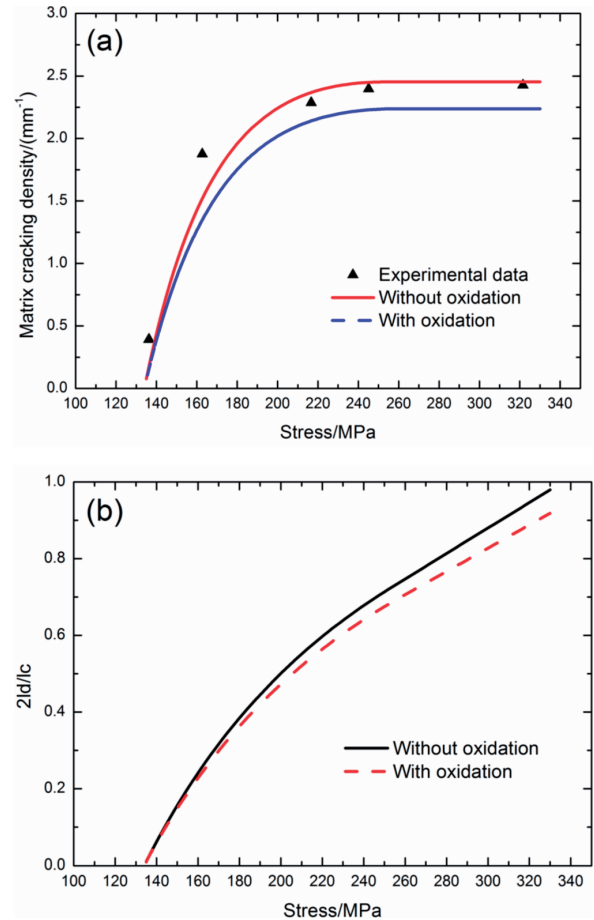 (a)
3.0
2.5
2.0
1.5
1.0
0.5
0.0
Matrix cracking density/(mm⁻¹)
Experimental data
Without oxidation
With oxidation
100 120 140 160 180 200 220 240 260 280 300 320 340
Stress/MPa
(b)
1.0
0.8
0.6
0.4
0.2
0.0
2ld/lc
Without oxidation
With oxidation
100 120 140 160 180 200 220 240 260 280 300 320 340
Stress/MPa